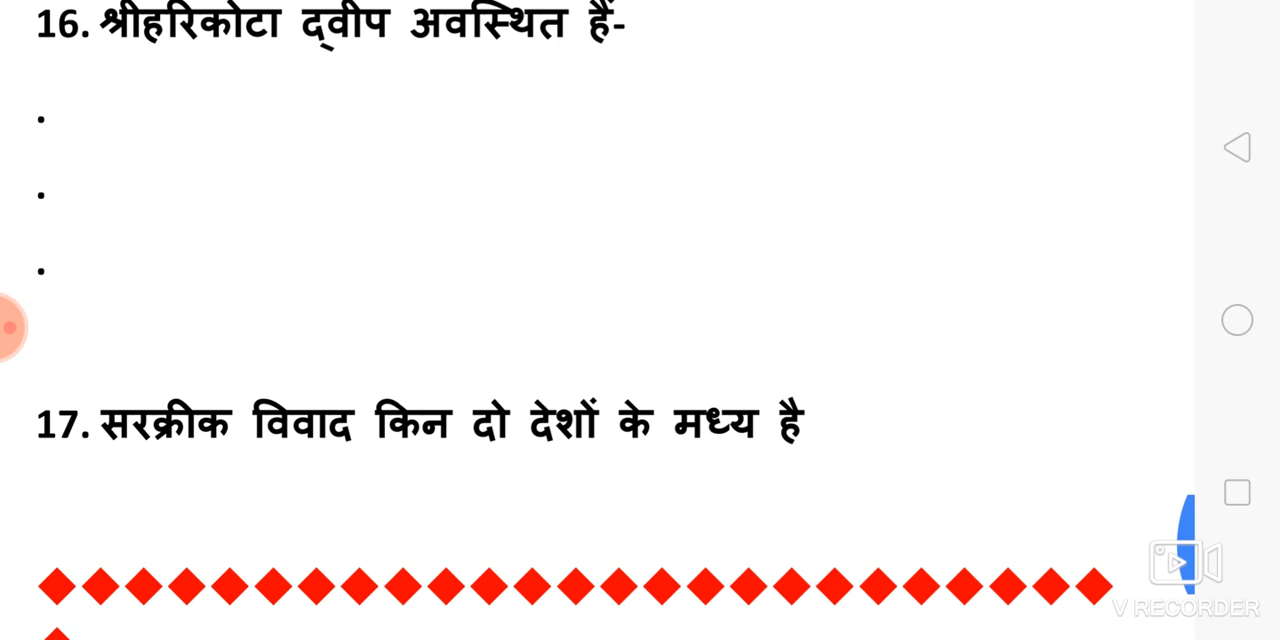 16. श्रीहरिकोटा द्वीप अवस्थित हैं-
.
.
.
17. सरक्रीक विवाद किन दो देशों के मध्य है
V RECORDER